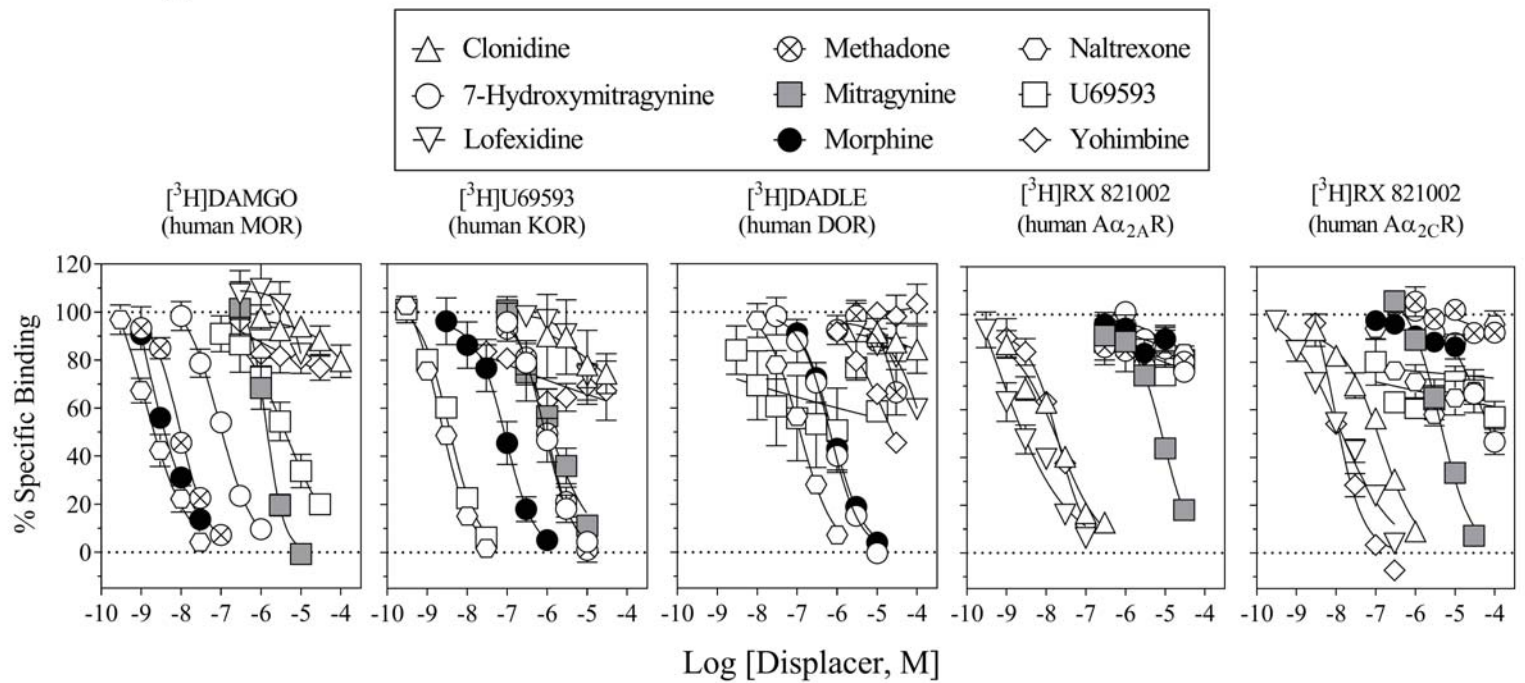 Clonidine Methadone Naltrexone
7-Hydroxymitragynine Mitragynine U69593
Lofexidine Morphine Yohimbine
[³H]DAMGO
(human MOR)
[³H]U69593
(human KOR)
[³H]DADLE
(human DOR)
[³H]RX 821002
(human Aα₂AR)
[³H]RX 821002
(human Aα₂CR)
% Specific Binding
120
100
80
60
40
20
0
-10 -9 -8 -7 -6 -5 -4
-10 -9 -8 -7 -6 -5 -4
-10 -9 -8 -7 -6 -5 -4
-10 -9 -8 -7 -6 -5 -4
-10 -9 -8 -7 -6 -5 -4
Log [Displacer, M]